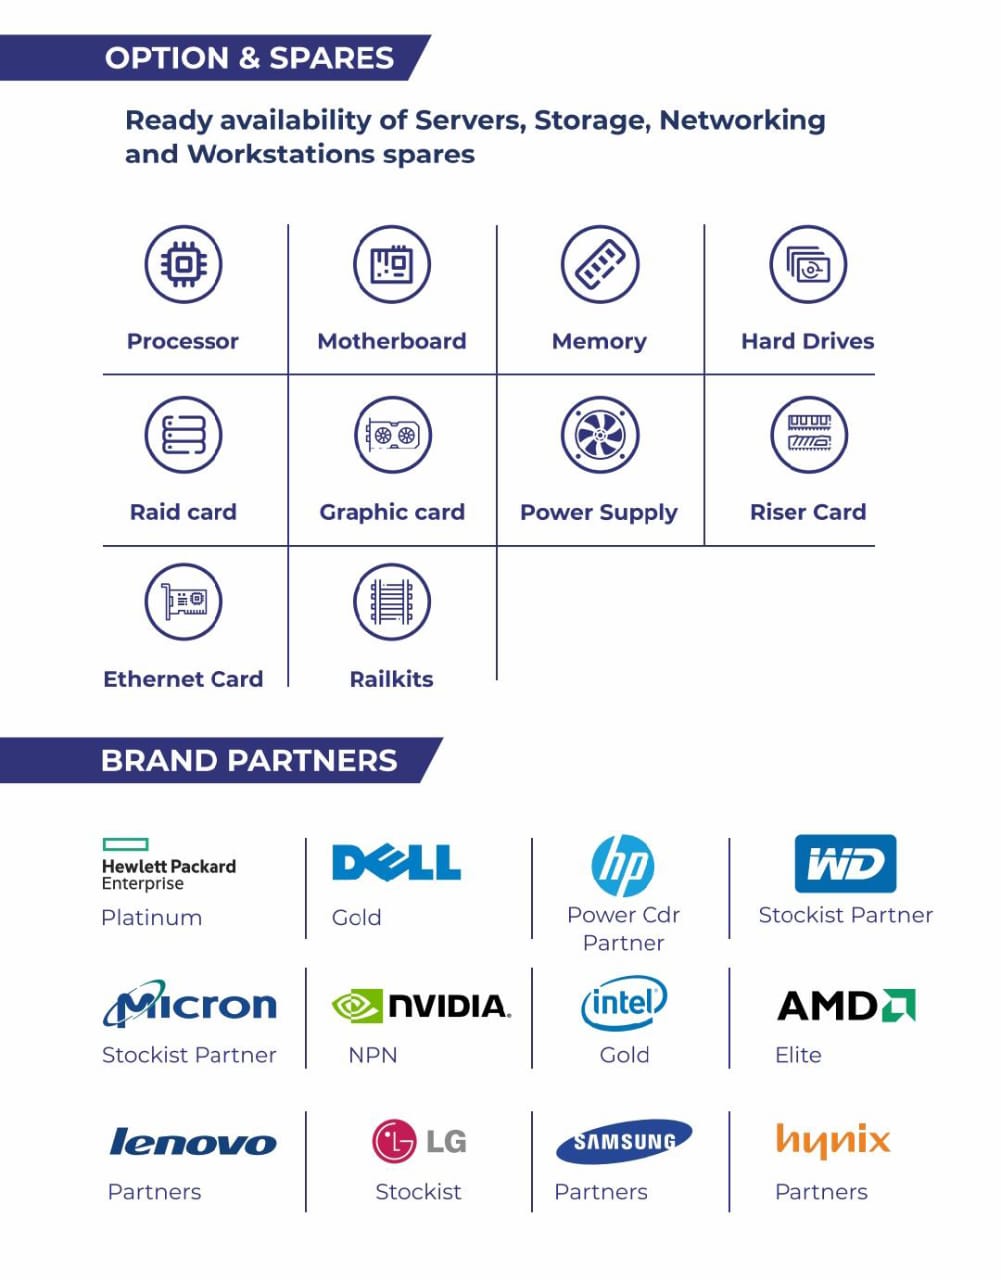 OPTION & SPARES
Ready availability of Servers, Storage, Networking
and Workstations spares
Processor
Motherboard
Memory
Hard Drives
Raid card
Graphic card
Power Supply
Riser Card
Ethernet Card
Railkits
BRAND PARTNERS
Hewlett Packard
Enterprise
Platinum
DELL
Gold
hp
Power Cdr
Partner
WD
Stockist Partner
Micron
Stockist Partner
NVIDIA.
NPN
intel
Gold
AMD
Elite
lenovo
Partners
LG
Stockist
SAMSUNG
Partners
hynix
Partners